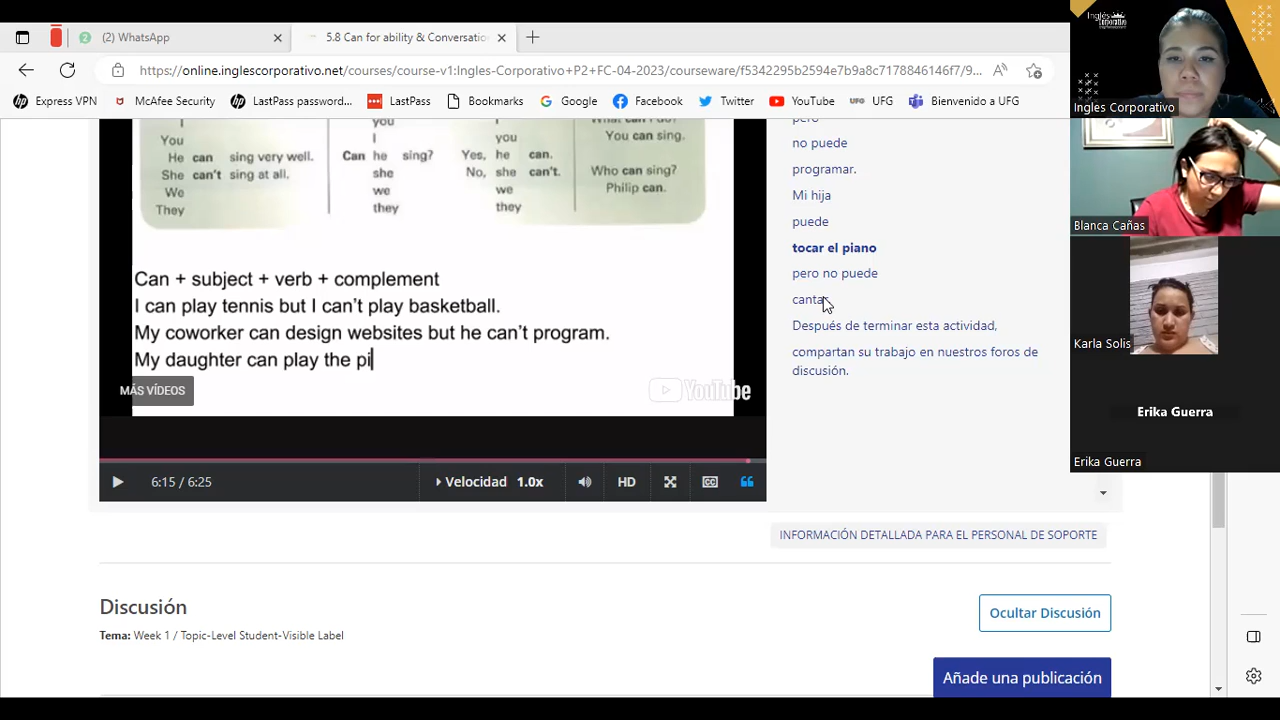 (2) WhatsApp
5.8 Can for ability & Conversatio
https://online.inglescorporativo.net/courses/course-v1:Ingles-Corporativo+P2+FC-04-2023/courseware/f5342295b2594e7b9a8c7178846146f7/9...
Express VPN
McAfee Security
LastPass password...
LastPass
Bookmarks
Google
Facebook
Twitter
YouTube
UFG
Bienvenido a UFG
I
You
He can sing very well.
She can't sing at all.
We
They
you
I
Can he sing?
she
we
they
I
you
Yes, he can.
No, she can't.
we
they
What can I do?
You can sing.
Who can sing?
Philip can.
Can + subject + verb + complement
I can play tennis but I can't play basketball.
My coworker can design websites but he can't program.
My daughter can play the pi
MÁS VÍDEOS
YouTube
6:15 / 6:25
Velocidad 1.0x
HD
CC
pero
no puede
programar.
Mi hija
puede
tocar el piano
pero no puede
cantar
Después de terminar esta actividad,
compartan su trabajo en nuestros foros de
discusión.
INFORMACIÓN DETALLADA PARA EL PERSONAL DE SOPORTE
Discusión
Tema: Week 1 / Topic-Level Student-Visible Label
Ocultar Discusión
Añade una publicación
Inglés
Corporativo
Ingles Corporativo
Blanca Cañas
Karla Solis
Erika Guerra
Erika Guerra